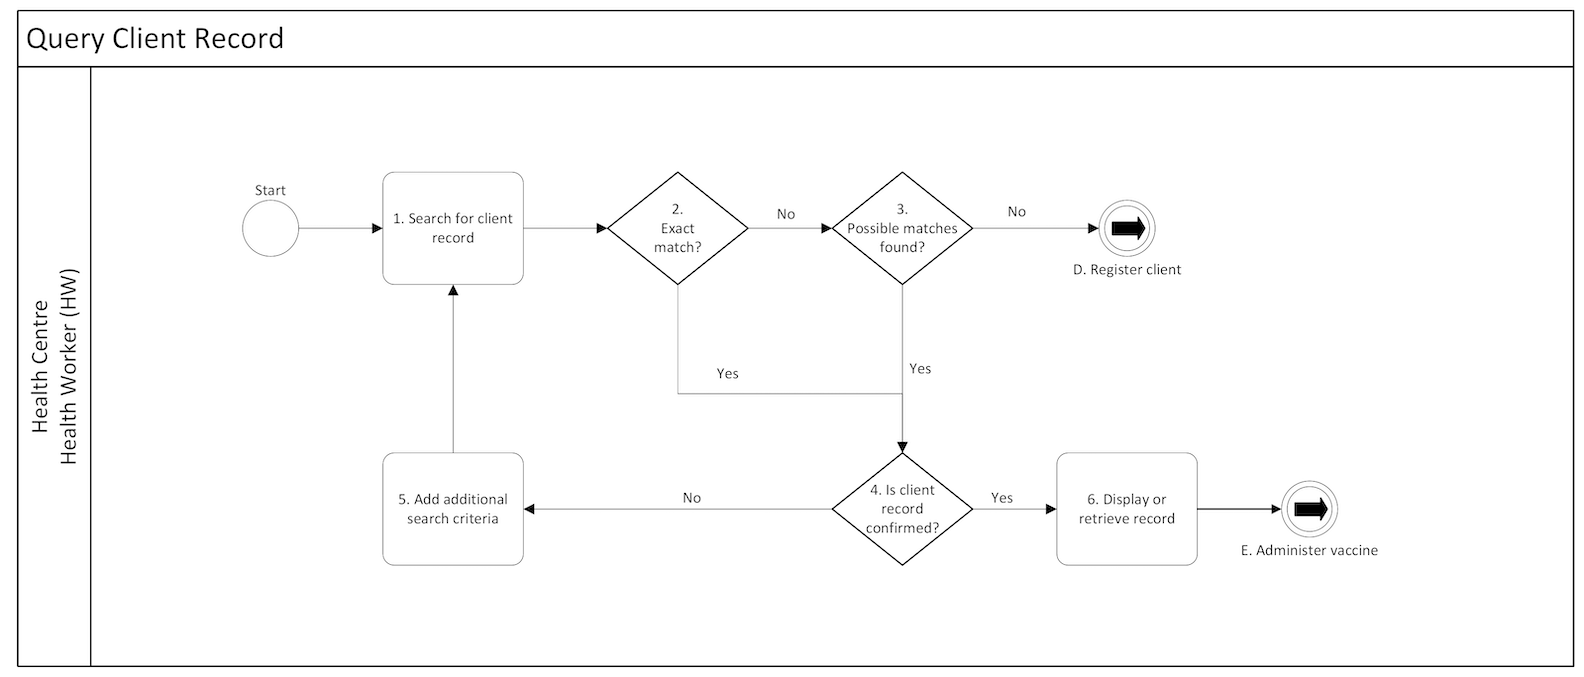 Query Client Record
Health Centre
Health Worker (HW)
Start
1. Search for client
record
2.
Exact
match?
No
3.
Possible matches
found?
No
D. Register client
Yes
Yes
5. Add additional
search criteria
No
4. Is client
record
confirmed?
Yes
6. Display or
retrieve record
E. Administer vaccine